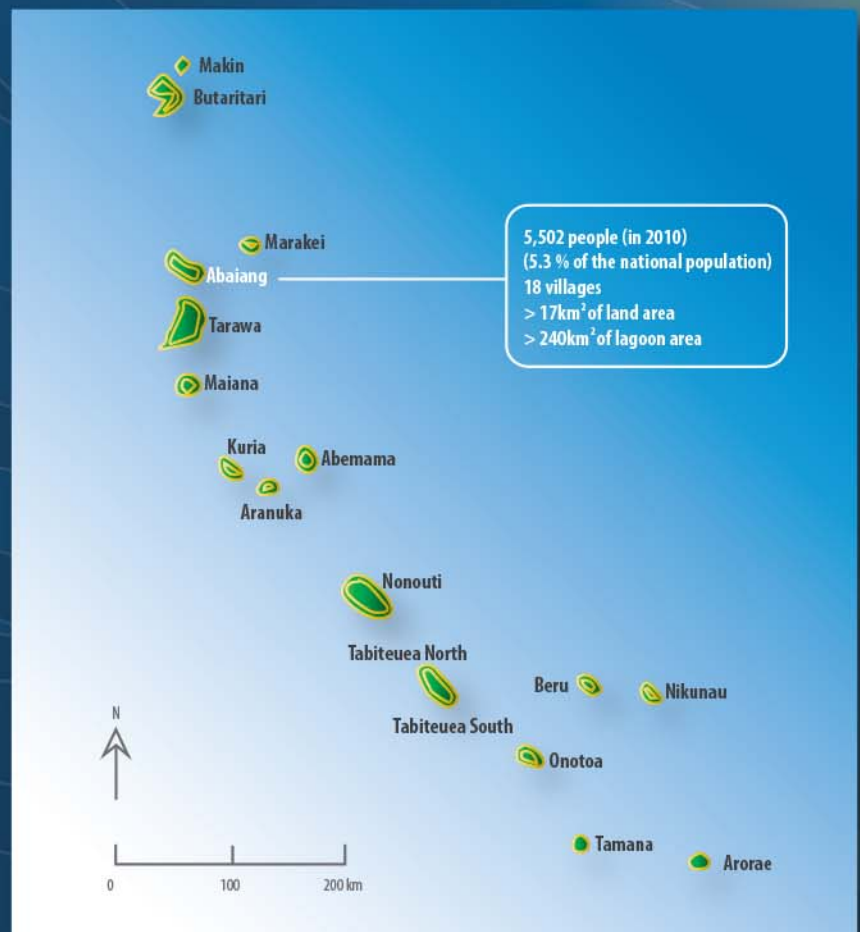 Makin
Butaritari
Marakei
Abaiang
5,502 people (in 2010)
(5.3 % of the national population)
18 villages
> 17km² of land area
> 240km² of lagoon area
Tarawa
Maiana
Kuria
Abemama
Aranuka
Nonouti
Tabiteuea North
Beru
Nikunau
Tabiteuea South
Onotoa
N
Tamana
Arorae
0 100 200 km